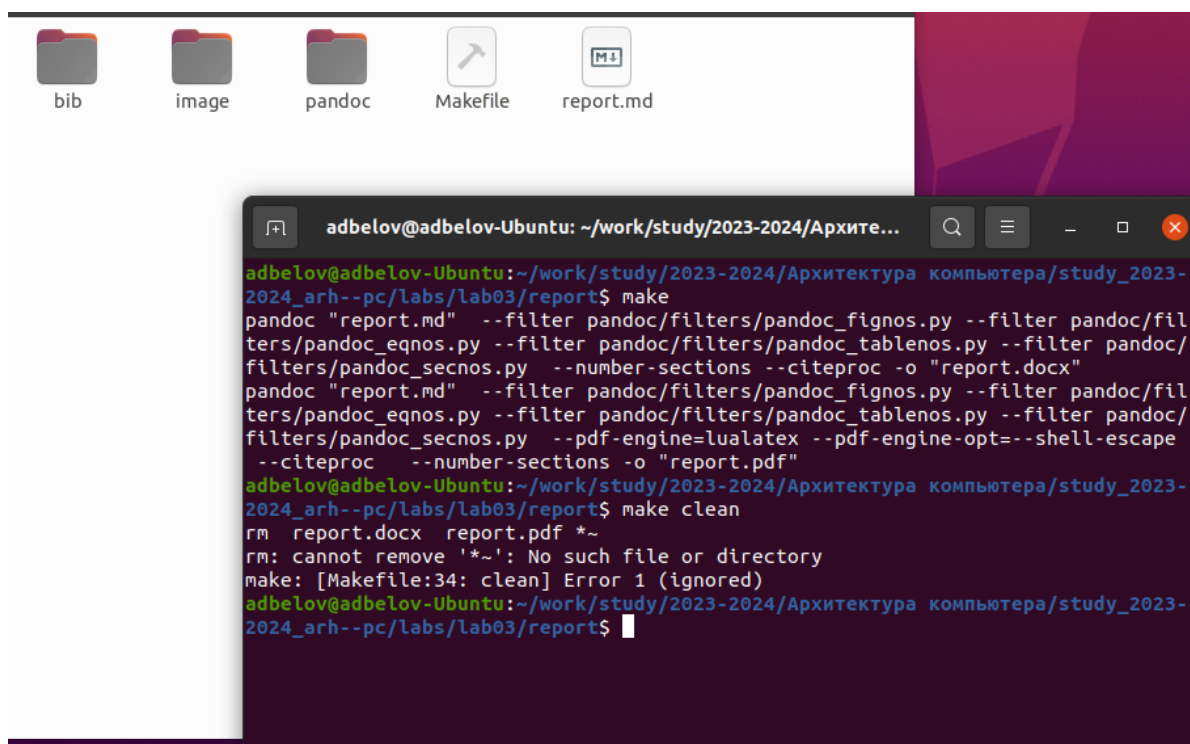 bib image pandoc Makefile report.md
adbelov@adbelov-Ubuntu: ~/work/study/2023-2024/Архите...
adbelov@adbelov-Ubuntu:~/work/study/2023-2024/Архитектура компьютера/study_2023-
2024_arh--pc/labs/lab03/report$ make
pandoc "report.md"  --filter pandoc/filters/pandoc_fignos.py --filter pandoc/fil
ters/pandoc_eqnos.py --filter pandoc/filters/pandoc_tablenos.py --filter pandoc/
filters/pandoc_secnos.py  --number-sections --citeproc -o "report.docx"
pandoc "report.md"  --filter pandoc/filters/pandoc_fignos.py --filter pandoc/fil
ters/pandoc_eqnos.py --filter pandoc/filters/pandoc_tablenos.py --filter pandoc/
filters/pandoc_secnos.py  --pdf-engine=lualatex --pdf-engine-opt=--shell-escape
 --citeproc   --number-sections -o "report.pdf"
adbelov@adbelov-Ubuntu:~/work/study/2023-2024/Архитектура компьютера/study_2023-
2024_arh--pc/labs/lab03/report$ make clean
rm  report.docx  report.pdf *~
rm: cannot remove '*~': No such file or directory
make: [Makefile:34: clean] Error 1 (ignored)
adbelov@adbelov-Ubuntu:~/work/study/2023-2024/Архитектура компьютера/study_2023-
2024_arh--pc/labs/lab03/report$